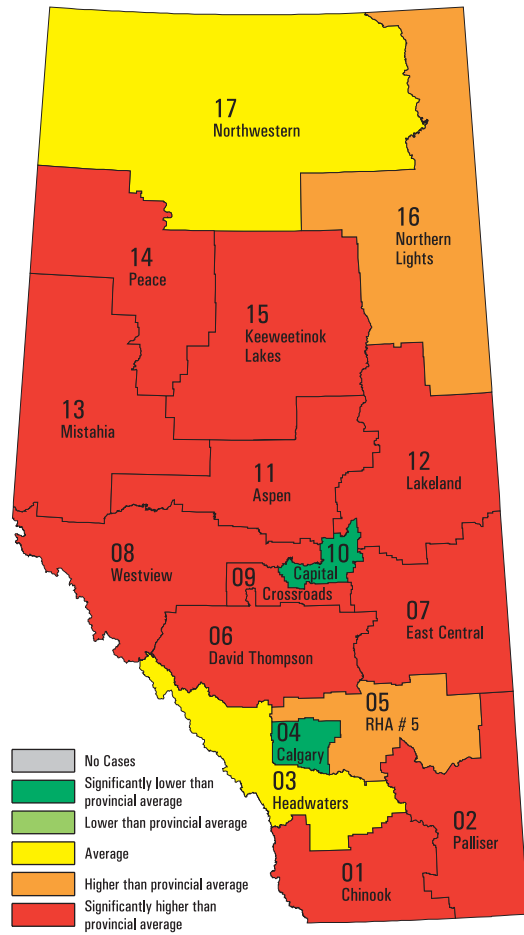 17
Northwestern
16
Northern
Lights
14
Peace
15
Keeweetinok
Lakes
13
Mistahia
11
Aspen
12
Lakeland
10
Capital
08
Westview
09
Crossroads
07
East Central
06
David Thompson
05
RHA # 5
04
Calgary
03
Headwaters
02
Palliser
01
Chinook
No Cases
Significantly lower than
provincial average
Lower than provincial average
Average
Higher than provincial average
Significantly higher than
provincial average